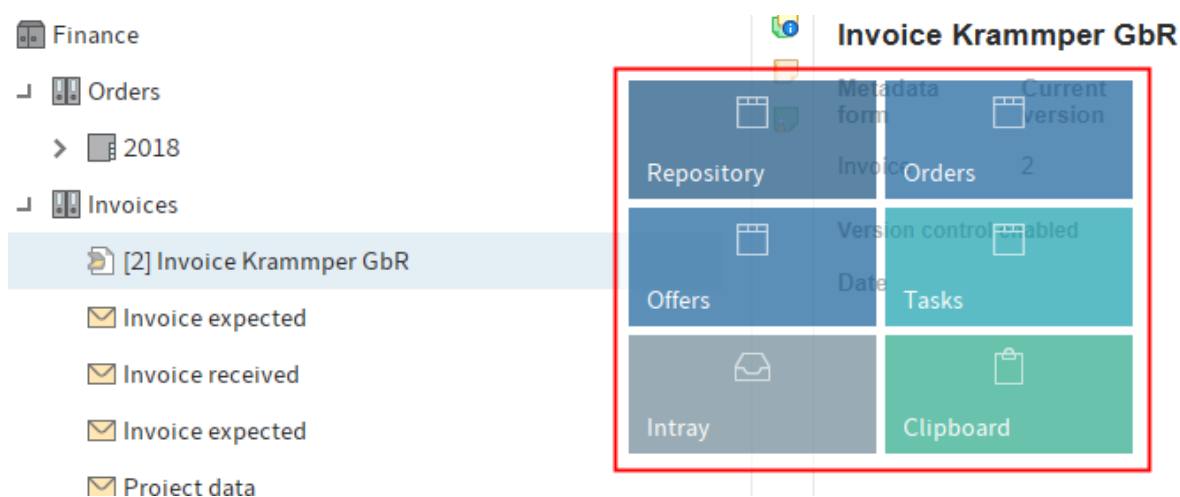 Finance
Orders
2018
Invoices
[2] Invoice Krammper GbR
Invoice expected
Invoice received
Invoice expected
Project data
Invoice Krammper GbR
Metadata form
Current version
Invoice
2
Version control enabled
Date
Repository
Orders
Offers
Tasks
Intray
Clipboard